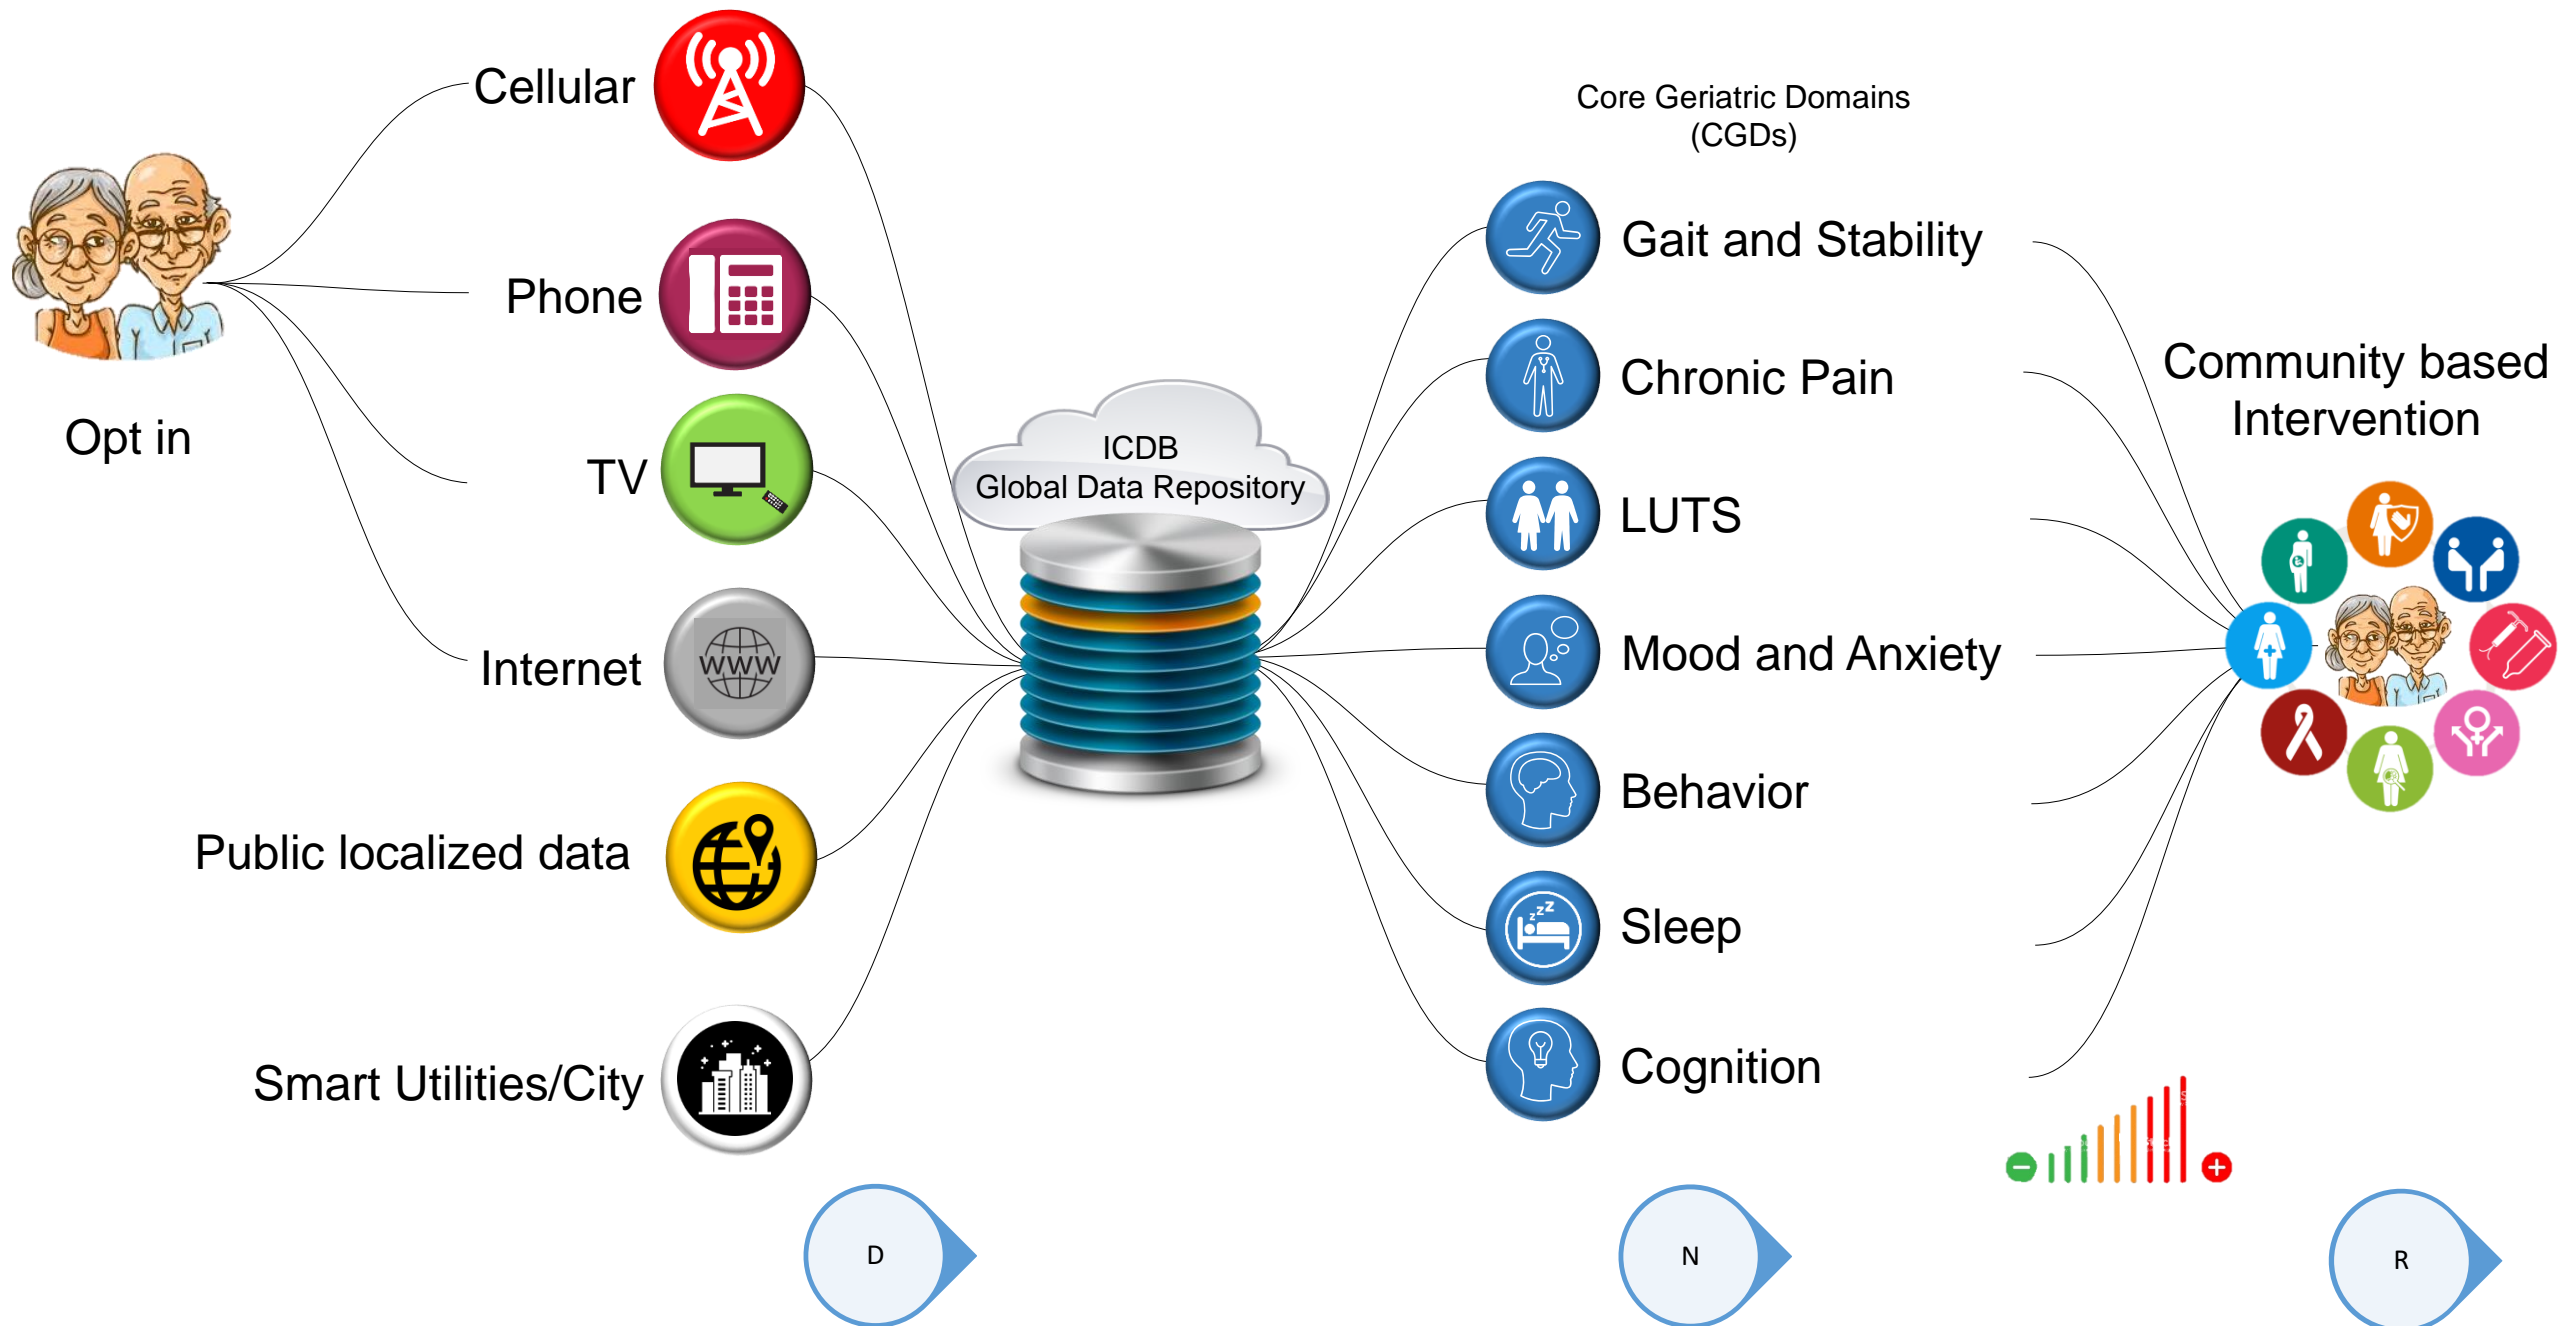 Cellular
Phone
TV
Internet
Public localized data
Smart Utilities/City
Opt in
ICDB
Global Data Repository
www
Core Geriatric Domains
(CGDs)
Gait and Stability
Chronic Pain
LUTS
Mood and Anxiety
Behavior
Sleep
zzZ
Cognition
Community based
Intervention
D
N
R